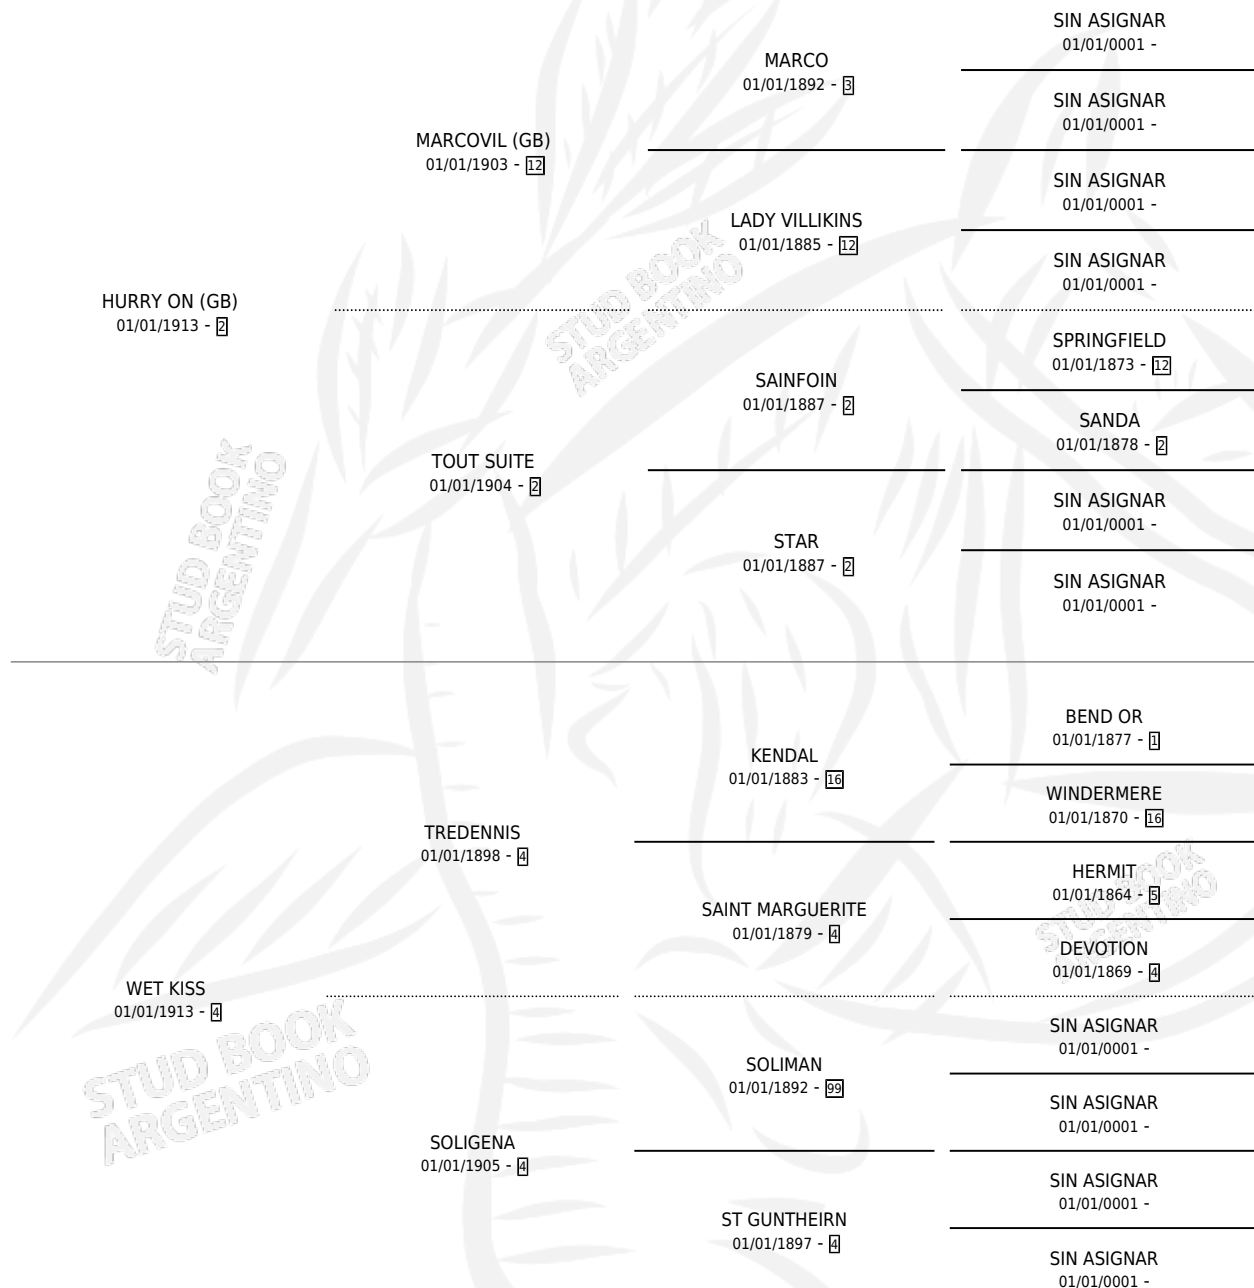 SIN ASIGNAR
01/01/0001 -
MARCO
01/01/1892 - 3
SIN ASIGNAR
01/01/0001 -
MARCOVIL (GB)
01/01/1903 - 12
SIN ASIGNAR
01/01/0001 -
LADY VILLIKINS
01/01/1885 - 12
SIN ASIGNAR
01/01/0001 -
HURRY ON (GB)
01/01/1913 - 2
STUD BOOK
ARGENTINO
SPRINGFIELD
01/01/1873 - 12
SAINFOIN
01/01/1887 - 2
SANDA
01/01/1878 - 2
TOUT SUITE
01/01/1904 - 2
SIN ASIGNAR
01/01/0001 -
STAR
01/01/1887 - 2
SIN ASIGNAR
01/01/0001 -
STUD BOOK
ARGENTINO
BEND OR
01/01/1877 - 1
KENDAL
01/01/1883 - 16
WINDERMERE
01/01/1870 - 16
TREDENNIS
01/01/1898 - 4
HERMIT
01/01/1864 - 5
SAINT MARGUERITE
01/01/1879 - 4
STUD BOOK
ARGENTINO
DEVOTION
01/01/1869 - 4
WET KISS
01/01/1913 - 4
STUD BOOK
ARGENTINO
SIN ASIGNAR
01/01/0001 -
SOLIMAN
01/01/1892 - 99
SIN ASIGNAR
01/01/0001 -
SOLIGENA
01/01/1905 - 4
SIN ASIGNAR
01/01/0001 -
ST GUNTHEIRN
01/01/1897 - 4
SIN ASIGNAR
01/01/0001 -